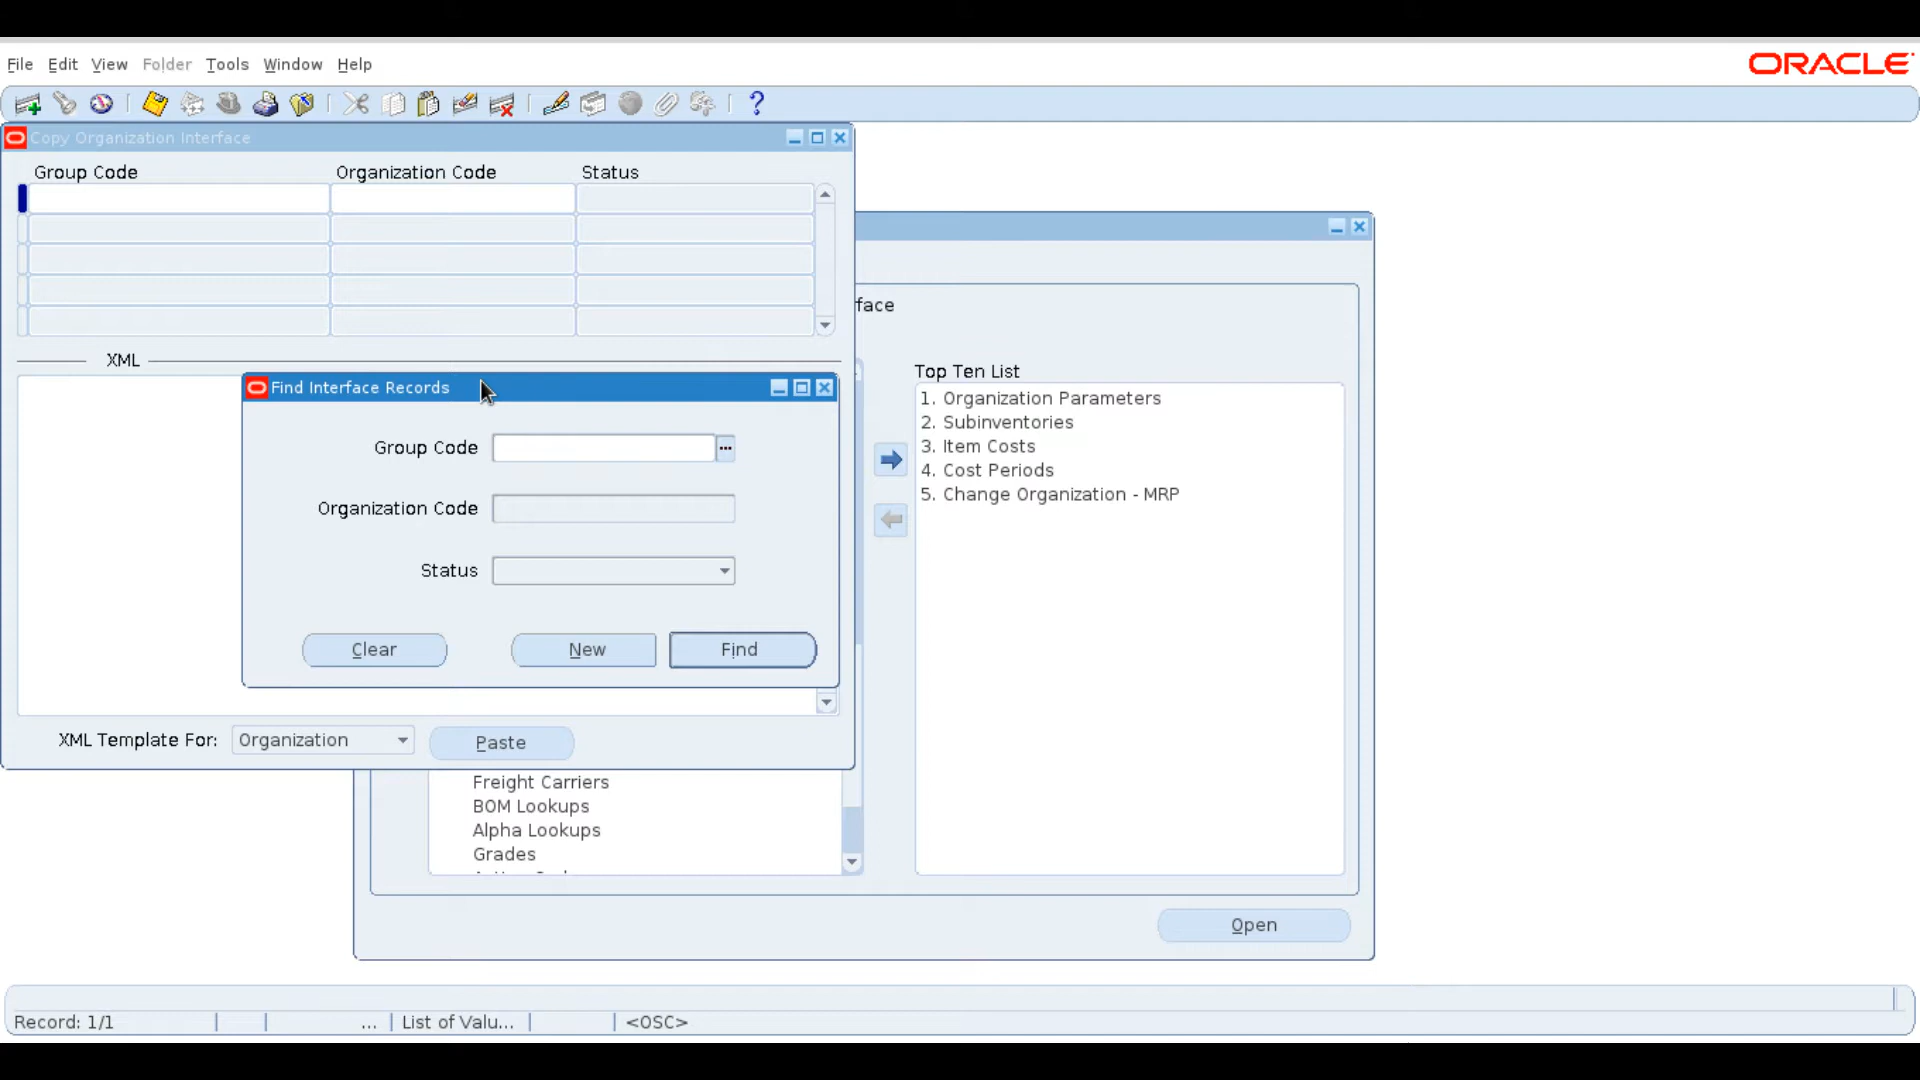 File Edit View Folder Tools Window Help
ORACLE
?
Copy Organization Interface
Group Code Organization Code Status
XML
Find Interface Records
Group Code
...
Organization Code
Status
Clear New Find
XML Template For: Organization Paste
face
Top Ten List
1. Organization Parameters
2. Subinventories
3. Item Costs
4. Cost Periods
5. Change Organization - MRP
Freight Carriers
BOM Lookups
Alpha Lookups
Grades
Open
Record: 1/1 ... List of Valu... <OSC>